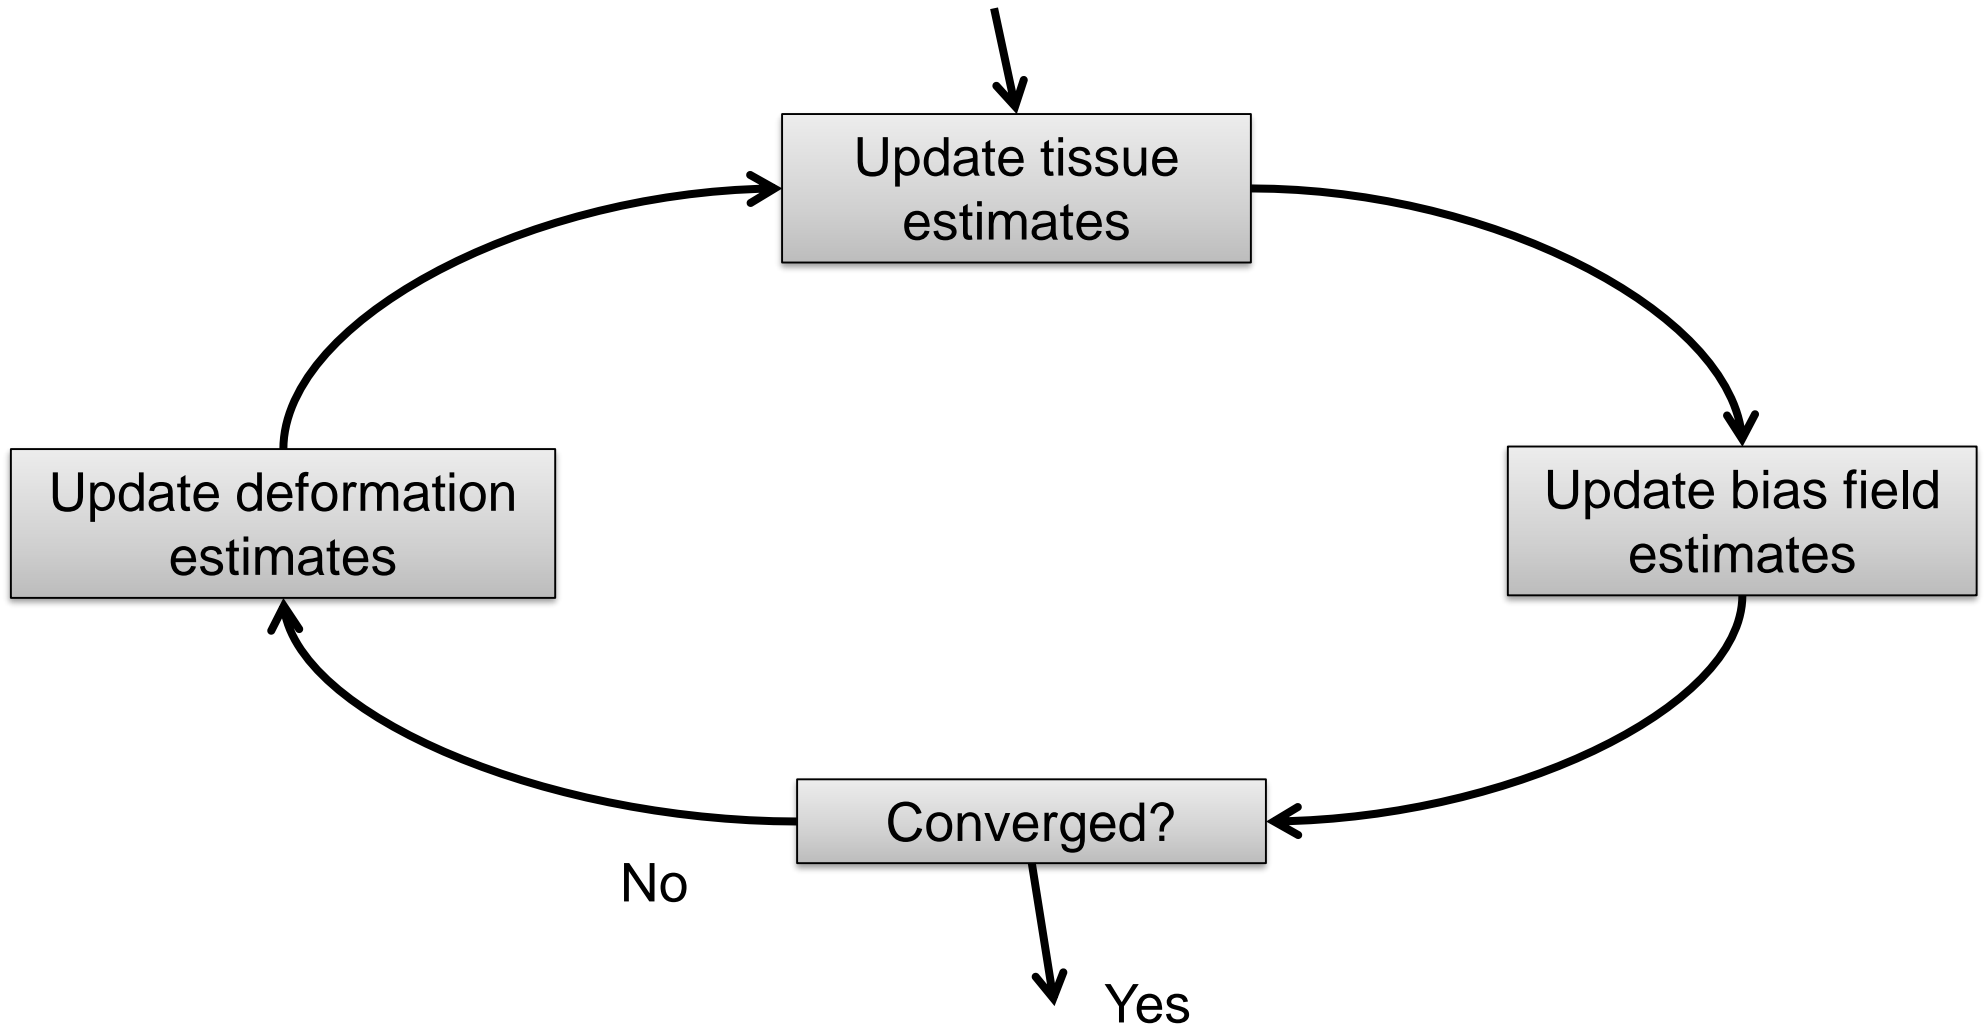 Update tissue
estimates
Update deformation
estimates
Update bias field
estimates
Converged?
No
Yes